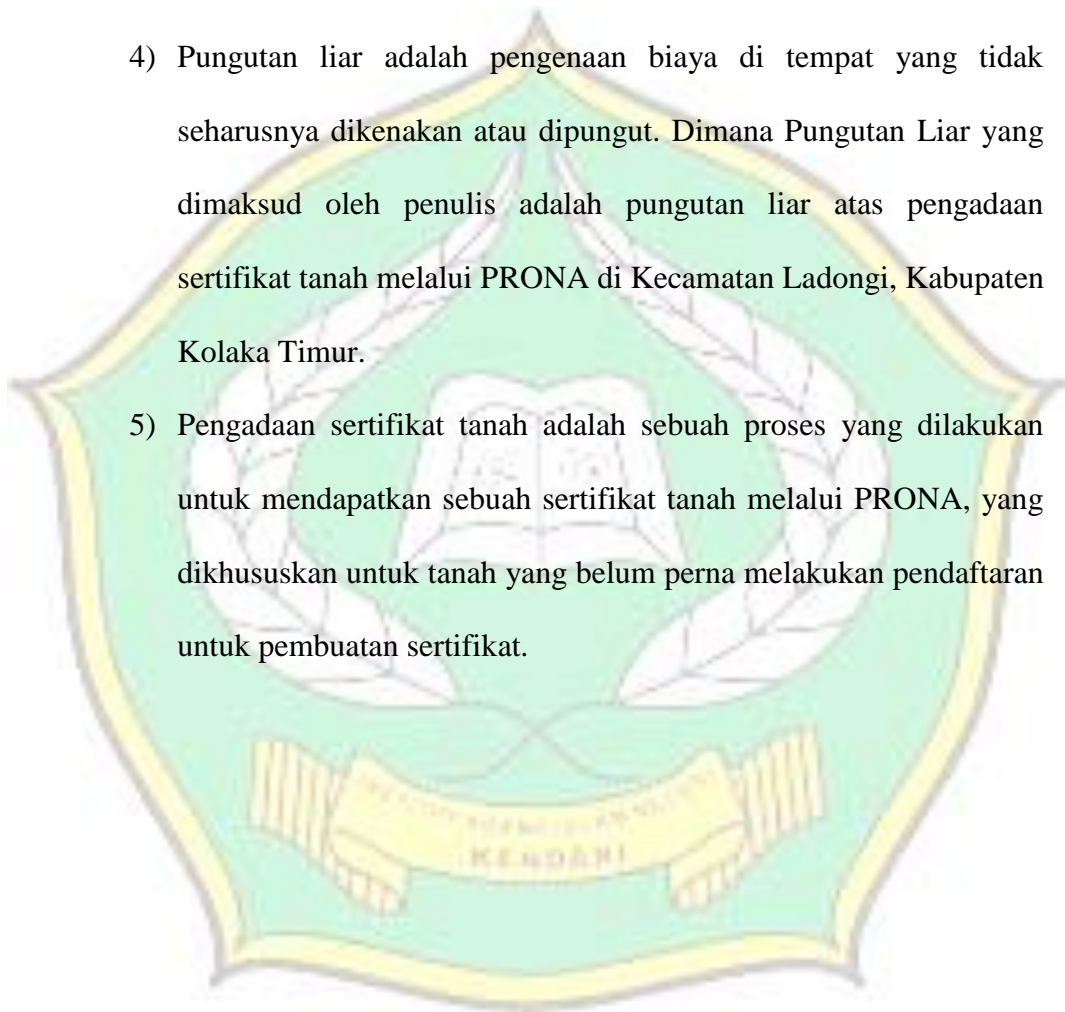 4) Pungutan liar adalah pengenaan biaya di tempat yang tidak
seharusnya dikenakan atau dipungut. Dimana Pungutan Liar yang
dimaksud oleh penulis adalah pungutan liar atas pengadaan
sertifikat tanah melalui PRONA di Kecamatan Ladongi, Kabupaten
Kolaka Timur.
5) Pengadaan sertifikat tanah adalah sebuah proses yang dilakukan
untuk mendapatkan sebuah sertifikat tanah melalui PRONA, yang
dikhususkan untuk tanah yang belum perna melakukan pendaftaran
untuk pembuatan sertifikat.
KENDARI